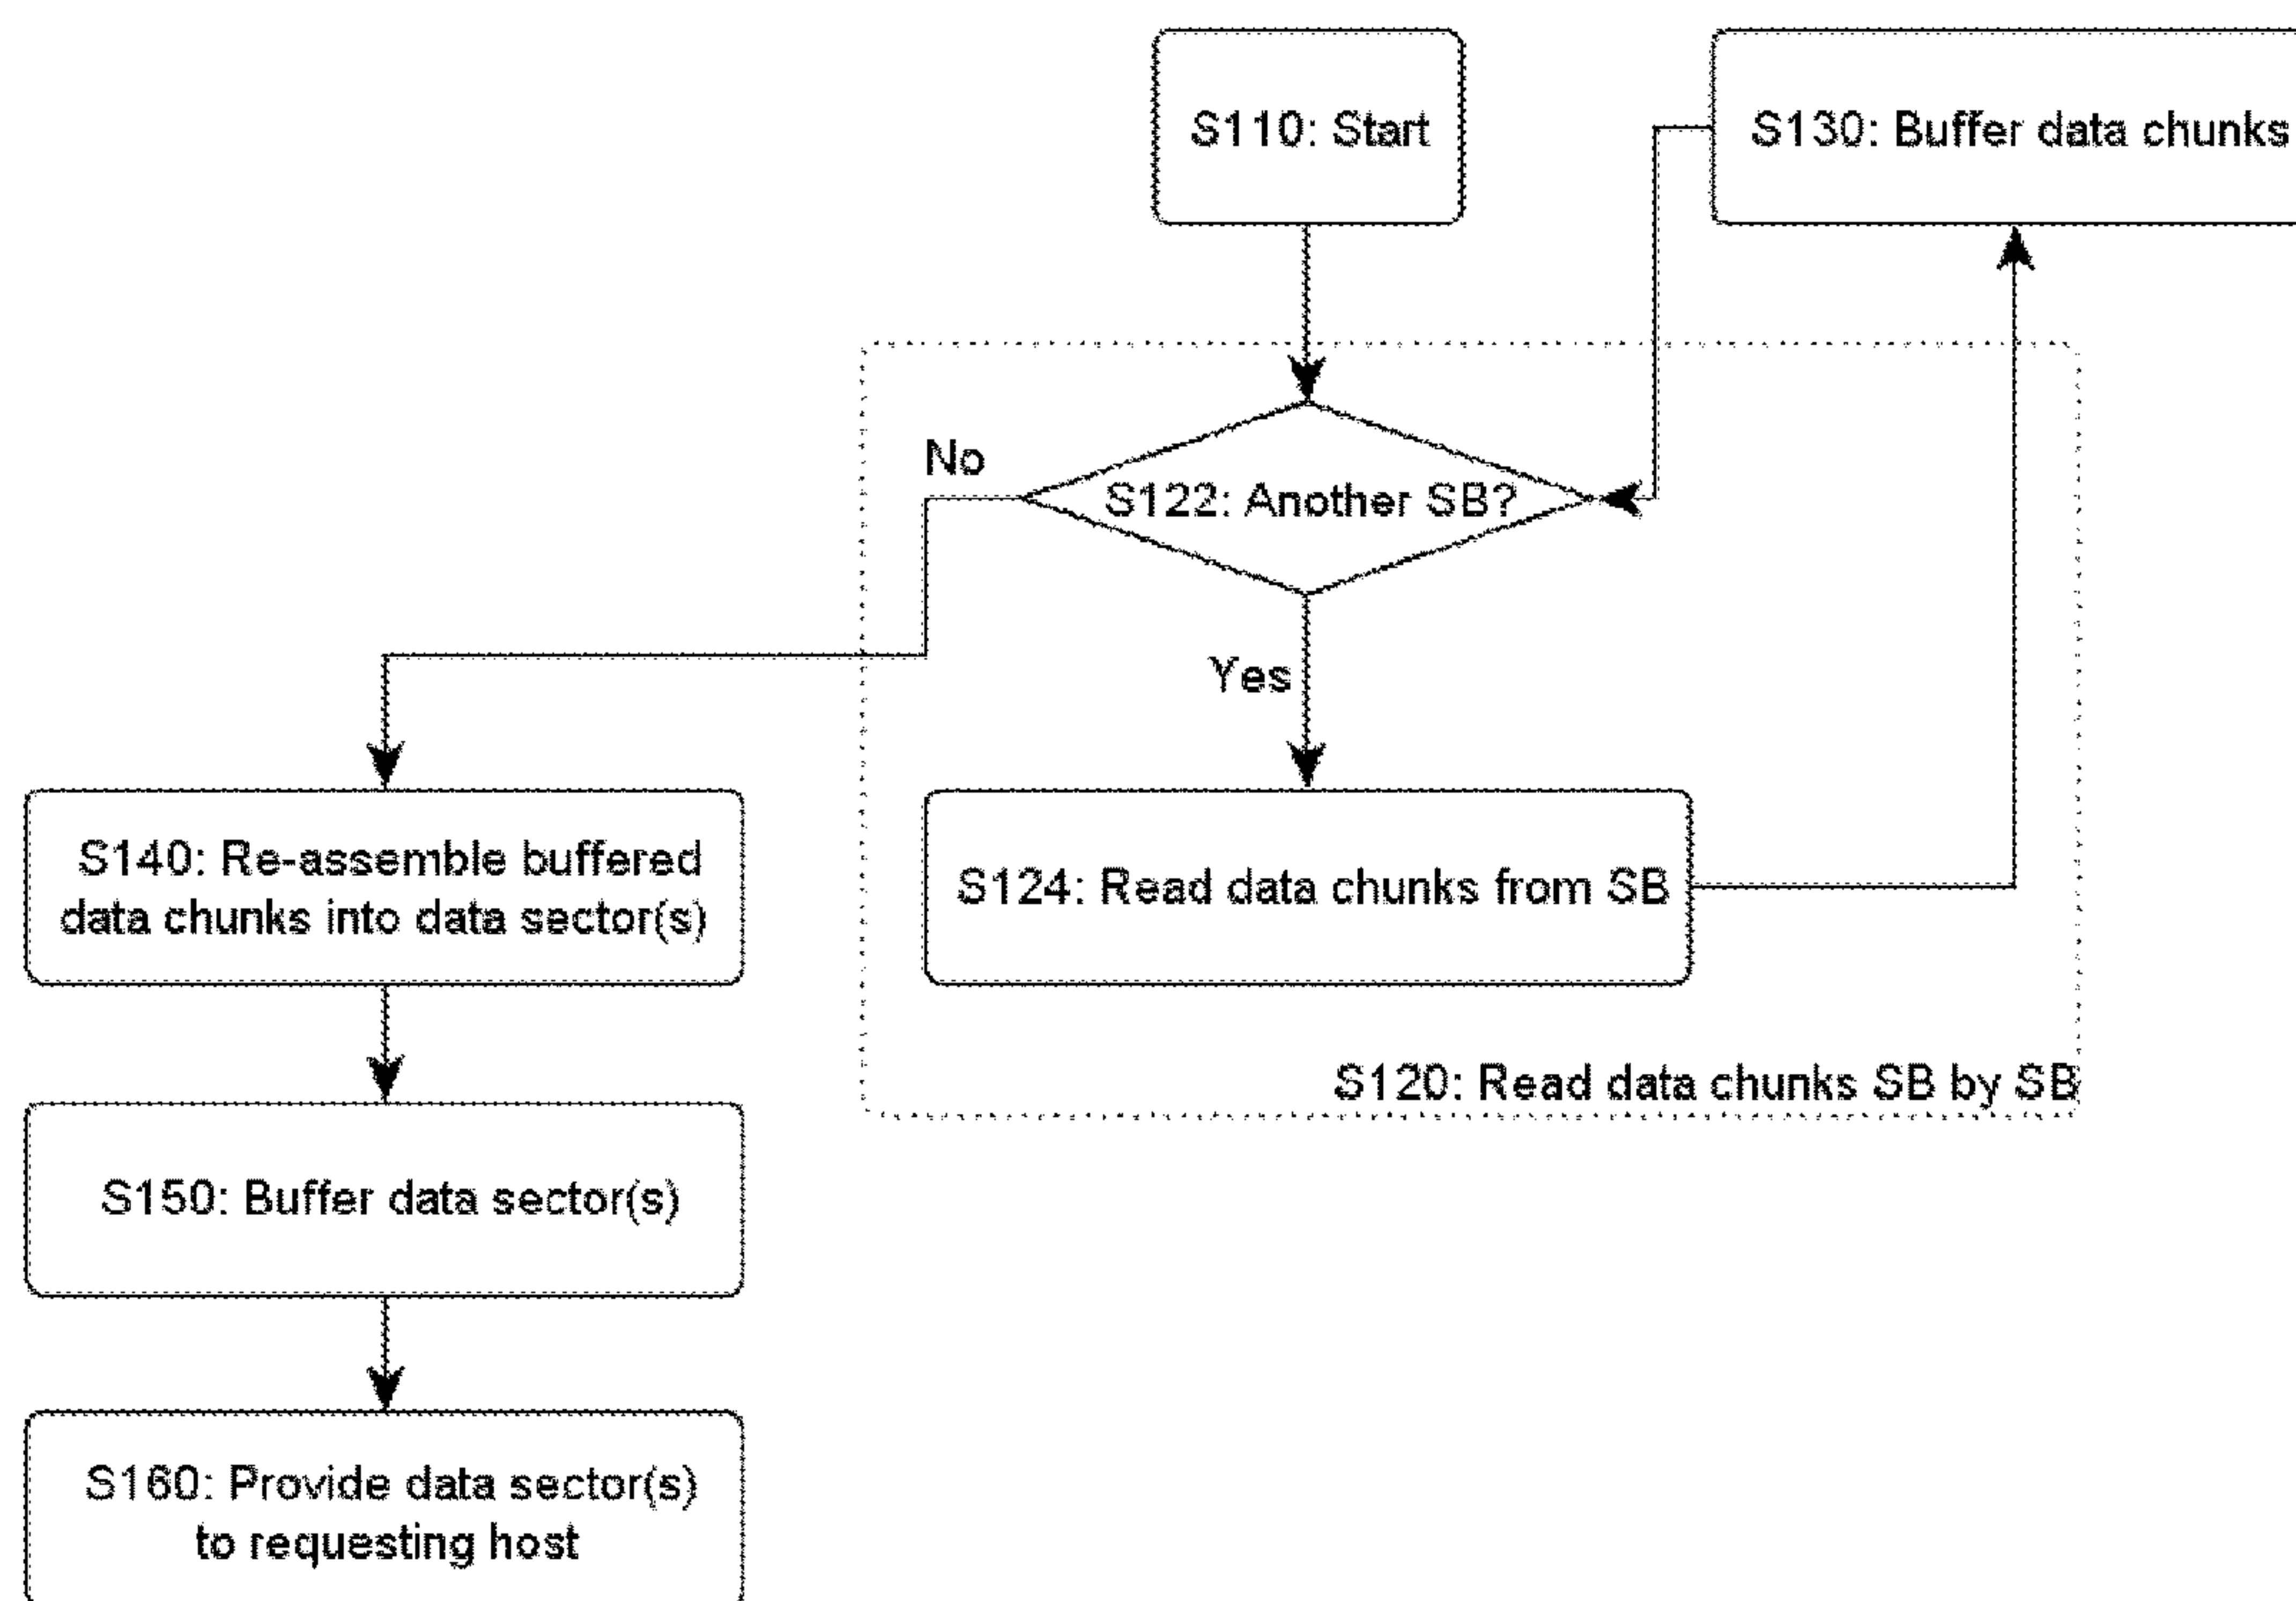 S110: Start
S130: Buffer data chunks
No
S122: Another SB?
Yes
S140: Re-assemble buffered
data chunks into data sector(s)
S124: Read data chunks from SB
S120: Read data chunks SB by SB
S150: Buffer data sector(s)
S160: Provide data sector(s)
to requesting host